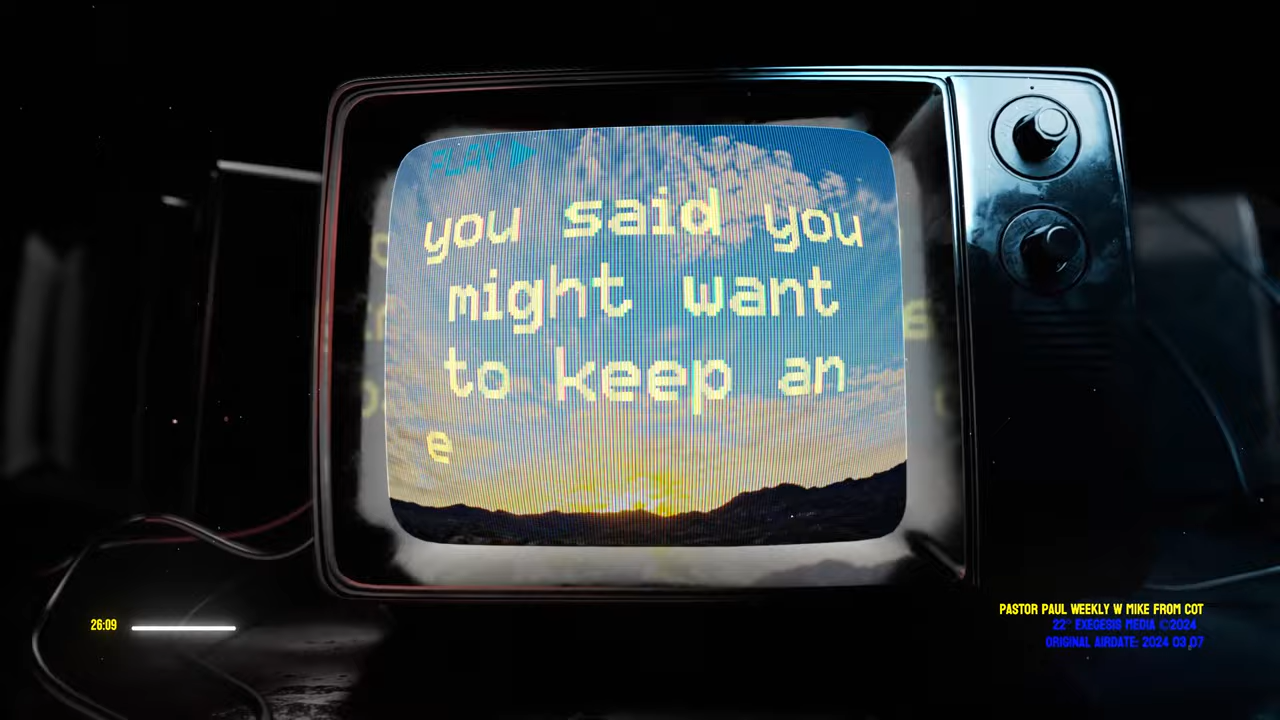 PLAY
you said you
might want
to keep an
e
26:09
PASTOR PAUL WEEKLY W MIKE FROM COT
22° EXEGESIS MEDIA ©2024
ORIGINAL AIRDATE: 2024 03,07